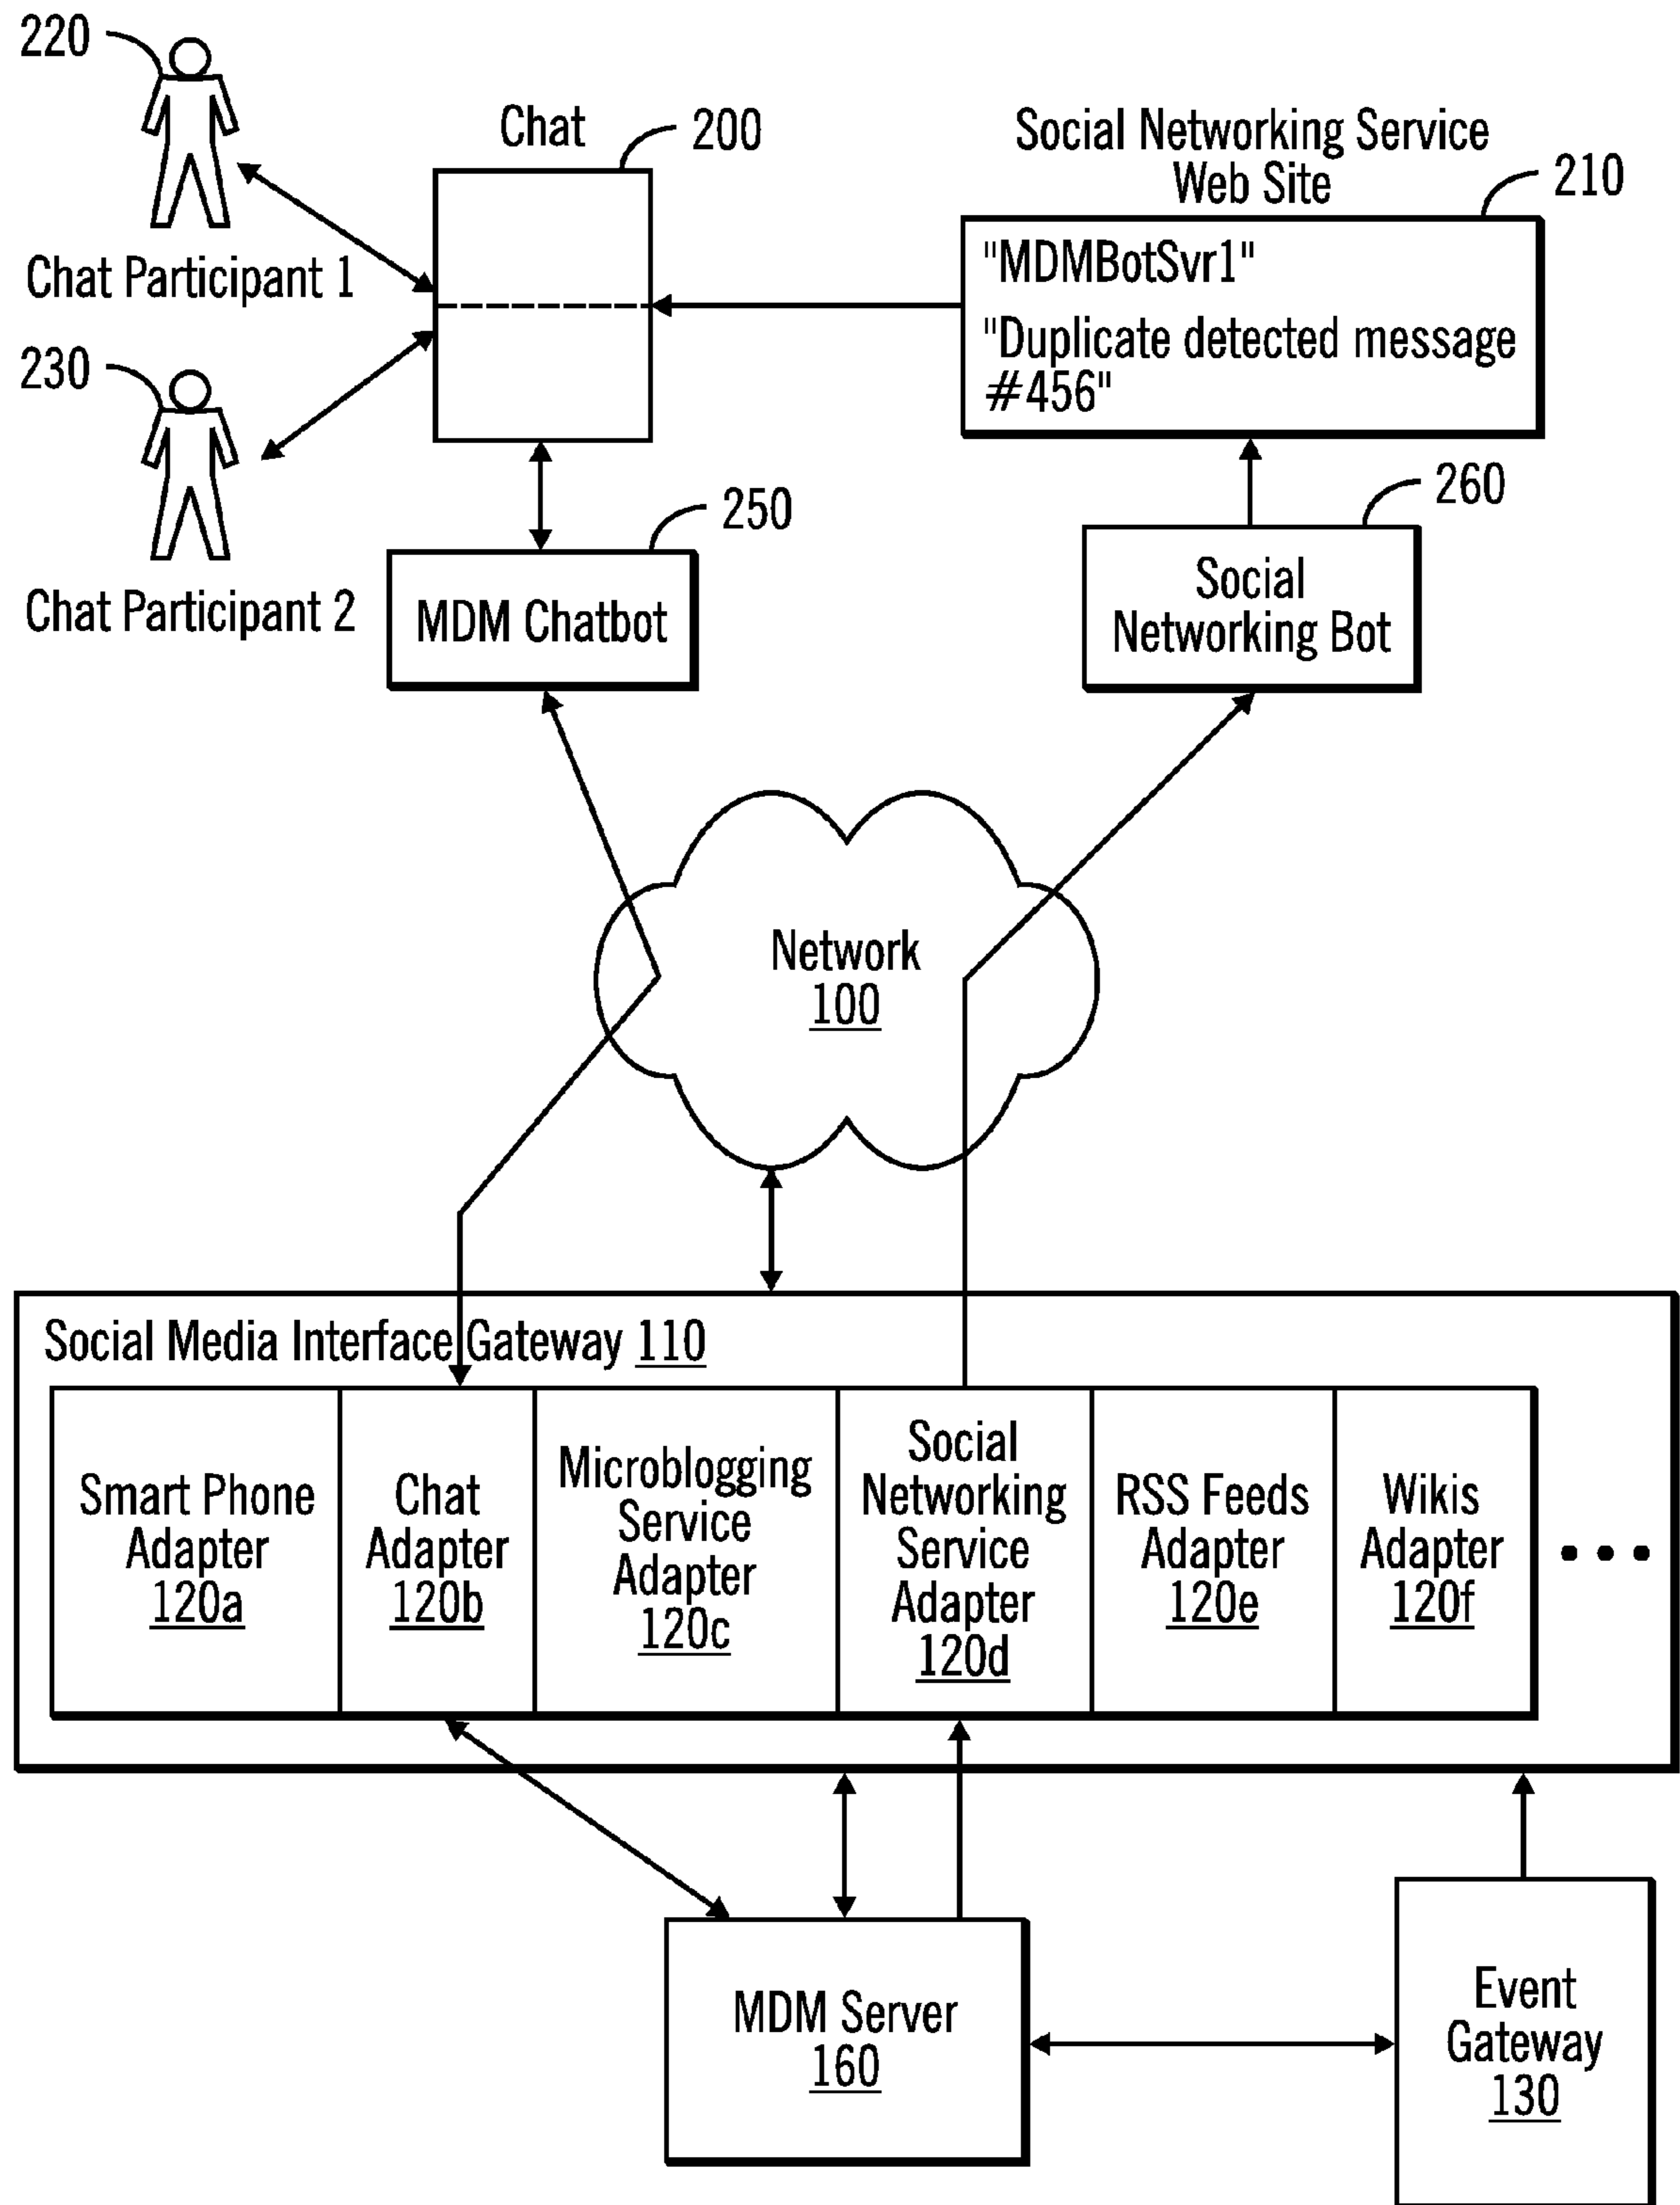 220
Chat
200
Social Networking Service
Web Site
210
"MDMBotSvr1"
"Duplicate detected message
#456"
Chat Participant 1
230
Chat Participant 2
250
MDM Chatbot
260
Social
Networking Bot
Network
100
Social Media Interface Gateway 110
Smart Phone
Adapter
120a
Chat
Adapter
120b
Microblogging
Service
Adapter
120c
Social
Networking
Service
Adapter
120d
RSS Feeds
Adapter
120e
Wikis
Adapter
120f
MDM Server
160
Event
Gateway
130